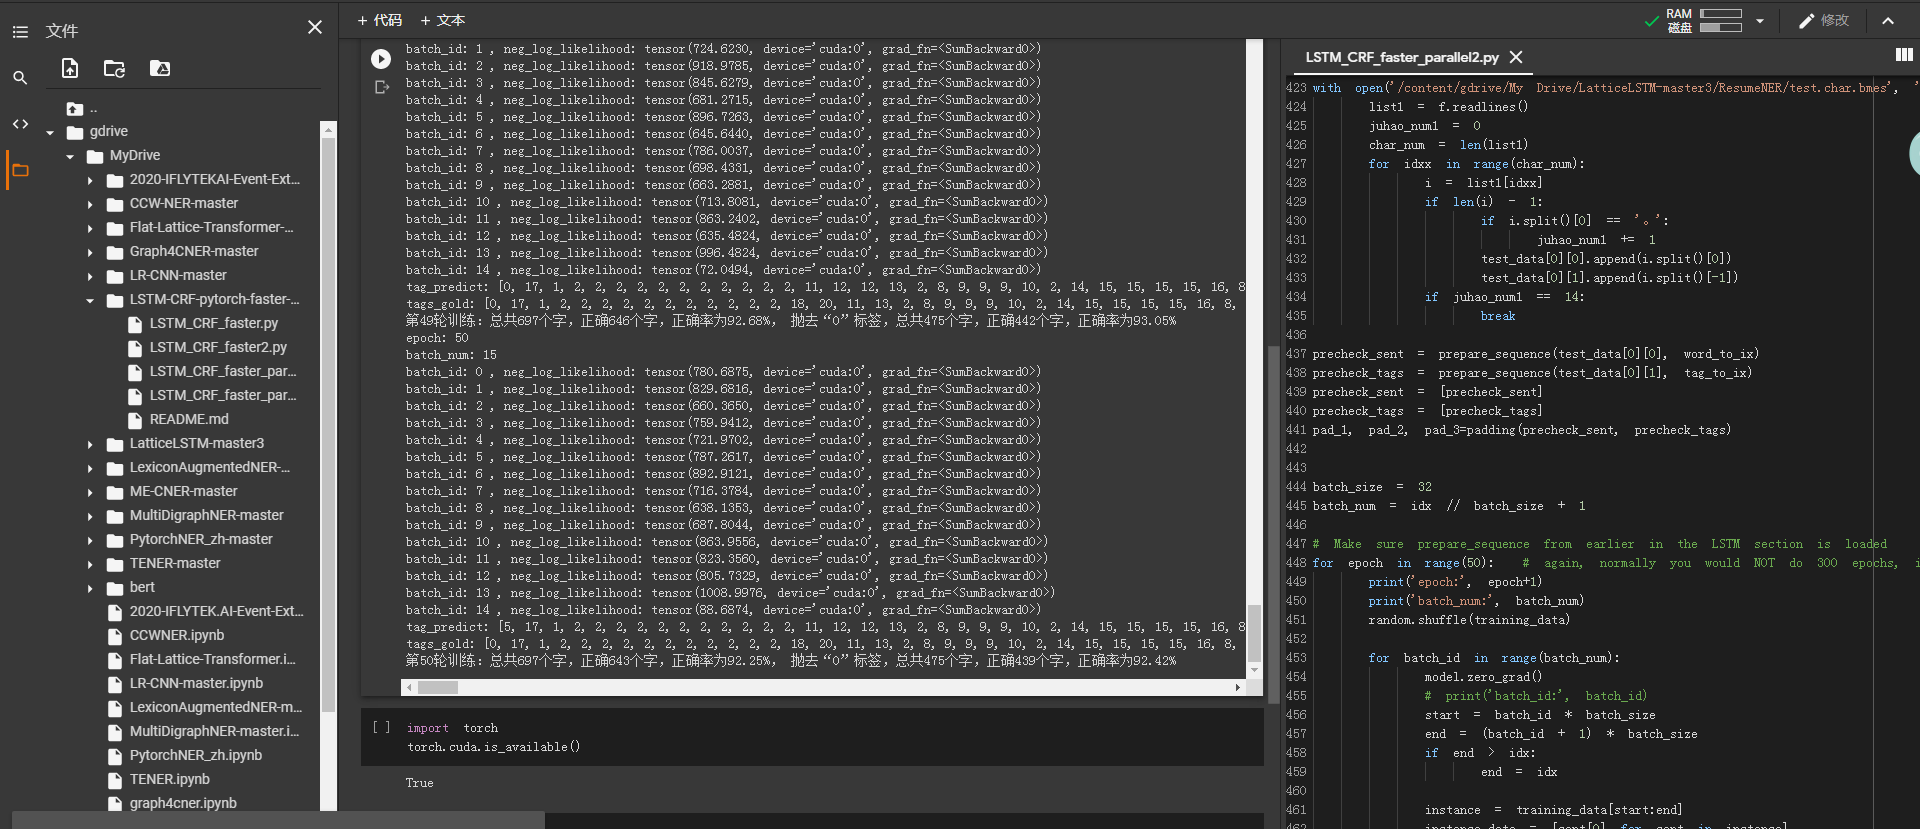 文件
..
gdrive
MyDrive
2020-IFLYTEKAI-Event-Ext...
CCW-NER-master
Flat-Lattice-Transformer-...
Graph4CNER-master
LR-CNN-master
LSTM-CRF-pytorch-faster-...
LSTM_CRF_faster.py
LSTM_CRF_faster2.py
LSTM_CRF_faster_par...
LSTM_CRF_faster_par...
README.md
LatticeLSTM-master3
LexiconAugmentedNER-...
ME-CNER-master
MultiDigraphNER-master
PytorchNER_zh-master
TENER-master
bert
2020-IFLYTEK.AI-Event-Ext...
CCWNER.ipynb
Flat-Lattice-Transformer.i...
LR-CNN-master.ipynb
LexiconAugmentedNER-m...
MultiDigraphNER-master.i...
PytorchNER_zh.ipynb
TENER.ipynb
graph4cner.ipynb
+ 代码 + 文本
RAM
磁盘
修改
batch_id: 1 , neg_log_likelihood: tensor(724.6230, device='cuda:0', grad_fn=<SumBackward0>)
batch_id: 2 , neg_log_likelihood: tensor(918.9785, device='cuda:0', grad_fn=<SumBackward0>)
batch_id: 3 , neg_log_likelihood: tensor(845.6279, device='cuda:0', grad_fn=<SumBackward0>)
batch_id: 4 , neg_log_likelihood: tensor(681.2715, device='cuda:0', grad_fn=<SumBackward0>)
batch_id: 5 , neg_log_likelihood: tensor(896.7263, device='cuda:0', grad_fn=<SumBackward0>)
batch_id: 6 , neg_log_likelihood: tensor(645.6440, device='cuda:0', grad_fn=<SumBackward0>)
batch_id: 7 , neg_log_likelihood: tensor(786.0037, device='cuda:0', grad_fn=<SumBackward0>)
batch_id: 8 , neg_log_likelihood: tensor(698.4331, device='cuda:0', grad_fn=<SumBackward0>)
batch_id: 9 , neg_log_likelihood: tensor(663.2881, device='cuda:0', grad_fn=<SumBackward0>)
batch_id: 10 , neg_log_likelihood: tensor(713.8081, device='cuda:0', grad_fn=<SumBackward0>)
batch_id: 11 , neg_log_likelihood: tensor(863.2402, device='cuda:0', grad_fn=<SumBackward0>)
batch_id: 12 , neg_log_likelihood: tensor(635.4824, device='cuda:0', grad_fn=<SumBackward0>)
batch_id: 13 , neg_log_likelihood: tensor(996.4824, device='cuda:0', grad_fn=<SumBackward0>)
batch_id: 14 , neg_log_likelihood: tensor(72.0494, device='cuda:0', grad_fn=<SumBackward0>)
tag_predict: [0, 17, 1, 2, 2, 2, 2, 2, 2, 2, 2, 2, 2, 2, 11, 12, 12, 13, 2, 8, 9, 9, 9, 10, 2, 14, 15, 15, 15, 15, 16, 8,
tags_gold: [0, 17, 1, 2, 2, 2, 2, 2, 2, 2, 2, 2, 2, 2, 18, 20, 11, 13, 2, 8, 9, 9, 9, 10, 2, 14, 15, 15, 15, 15, 16, 8,
第49轮训练：总共697个字，正确646个字，正确率为92.68%， 抛去“O”标签，总共475个字，正确442个字，正确率为93.05%
epoch: 50
batch_num: 15
batch_id: 0 , neg_log_likelihood: tensor(780.6875, device='cuda:0', grad_fn=<SumBackward0>)
batch_id: 1 , neg_log_likelihood: tensor(829.6816, device='cuda:0', grad_fn=<SumBackward0>)
batch_id: 2 , neg_log_likelihood: tensor(660.3650, device='cuda:0', grad_fn=<SumBackward0>)
batch_id: 3 , neg_log_likelihood: tensor(759.9412, device='cuda:0', grad_fn=<SumBackward0>)
batch_id: 4 , neg_log_likelihood: tensor(721.9702, device='cuda:0', grad_fn=<SumBackward0>)
batch_id: 5 , neg_log_likelihood: tensor(787.2617, device='cuda:0', grad_fn=<SumBackward0>)
batch_id: 6 , neg_log_likelihood: tensor(892.9121, device='cuda:0', grad_fn=<SumBackward0>)
batch_id: 7 , neg_log_likelihood: tensor(716.3784, device='cuda:0', grad_fn=<SumBackward0>)
batch_id: 8 , neg_log_likelihood: tensor(638.1353, device='cuda:0', grad_fn=<SumBackward0>)
batch_id: 9 , neg_log_likelihood: tensor(687.8044, device='cuda:0', grad_fn=<SumBackward0>)
batch_id: 10 , neg_log_likelihood: tensor(863.9556, device='cuda:0', grad_fn=<SumBackward0>)
batch_id: 11 , neg_log_likelihood: tensor(823.3560, device='cuda:0', grad_fn=<SumBackward0>)
batch_id: 12 , neg_log_likelihood: tensor(805.7329, device='cuda:0', grad_fn=<SumBackward0>)
batch_id: 13 , neg_log_likelihood: tensor(1008.9976, device='cuda:0', grad_fn=<SumBackward0>)
batch_id: 14 , neg_log_likelihood: tensor(88.6874, device='cuda:0', grad_fn=<SumBackward0>)
tag_predict: [5, 17, 1, 2, 2, 2, 2, 2, 2, 2, 2, 2, 2, 2, 11, 12, 12, 13, 2, 8, 9, 9, 9, 10, 2, 14, 15, 15, 15, 15, 16, 8,
tags_gold: [0, 17, 1, 2, 2, 2, 2, 2, 2, 2, 2, 2, 2, 2, 18, 20, 11, 13, 2, 8, 9, 9, 9, 10, 2, 14, 15, 15, 15, 15, 16, 8,
第50轮训练：总共697个字，正确643个字，正确率为92.25%， 抛去“O”标签，总共475个字，正确439个字，正确率为92.42%
[ ] import torch
torch.cuda.is_available()
True
LSTM_CRF_faster_parallel2.py
423 with open('/content/gdrive/My Drive/LatticeLSTM-master3/ResumeNER/test.char.bmes', '
424 list1 = f.readlines()
425 juhao_num1 = 0
426 char_num = len(list1)
427 for idxx in range(char_num):
428 i = list1[idxx]
429 if len(i) - 1:
430 if i.split()[0] == '。':
431 juhao_num1 += 1
432 test_data[0][0].append(i.split()[0])
433 test_data[0][1].append(i.split()[-1])
434 if juhao_num1 == 14:
435 break
436
437 precheck_sent = prepare_sequence(test_data[0][0], word_to_ix)
438 precheck_tags = prepare_sequence(test_data[0][1], tag_to_ix)
439 precheck_sent = [precheck_sent]
440 precheck_tags = [precheck_tags]
441 pad_1, pad_2, pad_3=padding(precheck_sent, precheck_tags)
442
443
444 batch_size = 32
445 batch_num = idx // batch_size + 1
446
447 # Make sure prepare_sequence from earlier in the LSTM section is loaded
448 for epoch in range(50): # again, normally you would NOT do 300 epochs, i
449 print('epoch:', epoch+1)
450 print('batch_num:', batch_num)
451 random.shuffle(training_data)
452
453 for batch_id in range(batch_num):
454 model.zero_grad()
455 # print('batch_id:', batch_id)
456 start = batch_id * batch_size
457 end = (batch_id + 1) * batch_size
458 if end > idx:
459 end = idx
460
461 instance = training_data[start:end]
462 instance_data = [sent[0] for sent in instance]